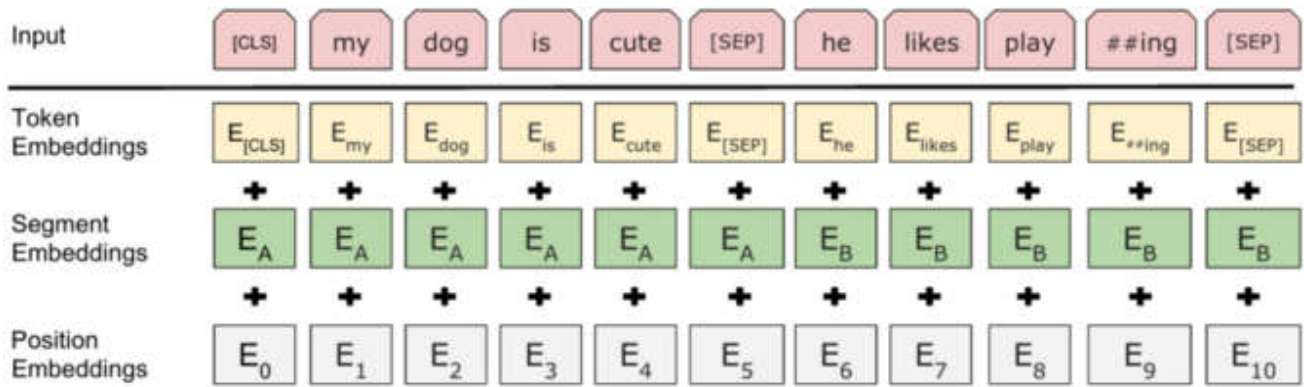 Input [CLS] my dog is cute [SEP] he likes play ##ing [SEP]
Token Embeddings E[CLS] Emy Edog Eis Ecute E[SEP] Ehe Elikes Eplay E##ing E[SEP]
+ + + + + + + + + + +
Segment Embeddings EA EA EA EA EA EA EB EB EB EB EB
+ + + + + + + + + + +
Position Embeddings E0 E1 E2 E3 E4 E5 E6 E7 E8 E9 E10